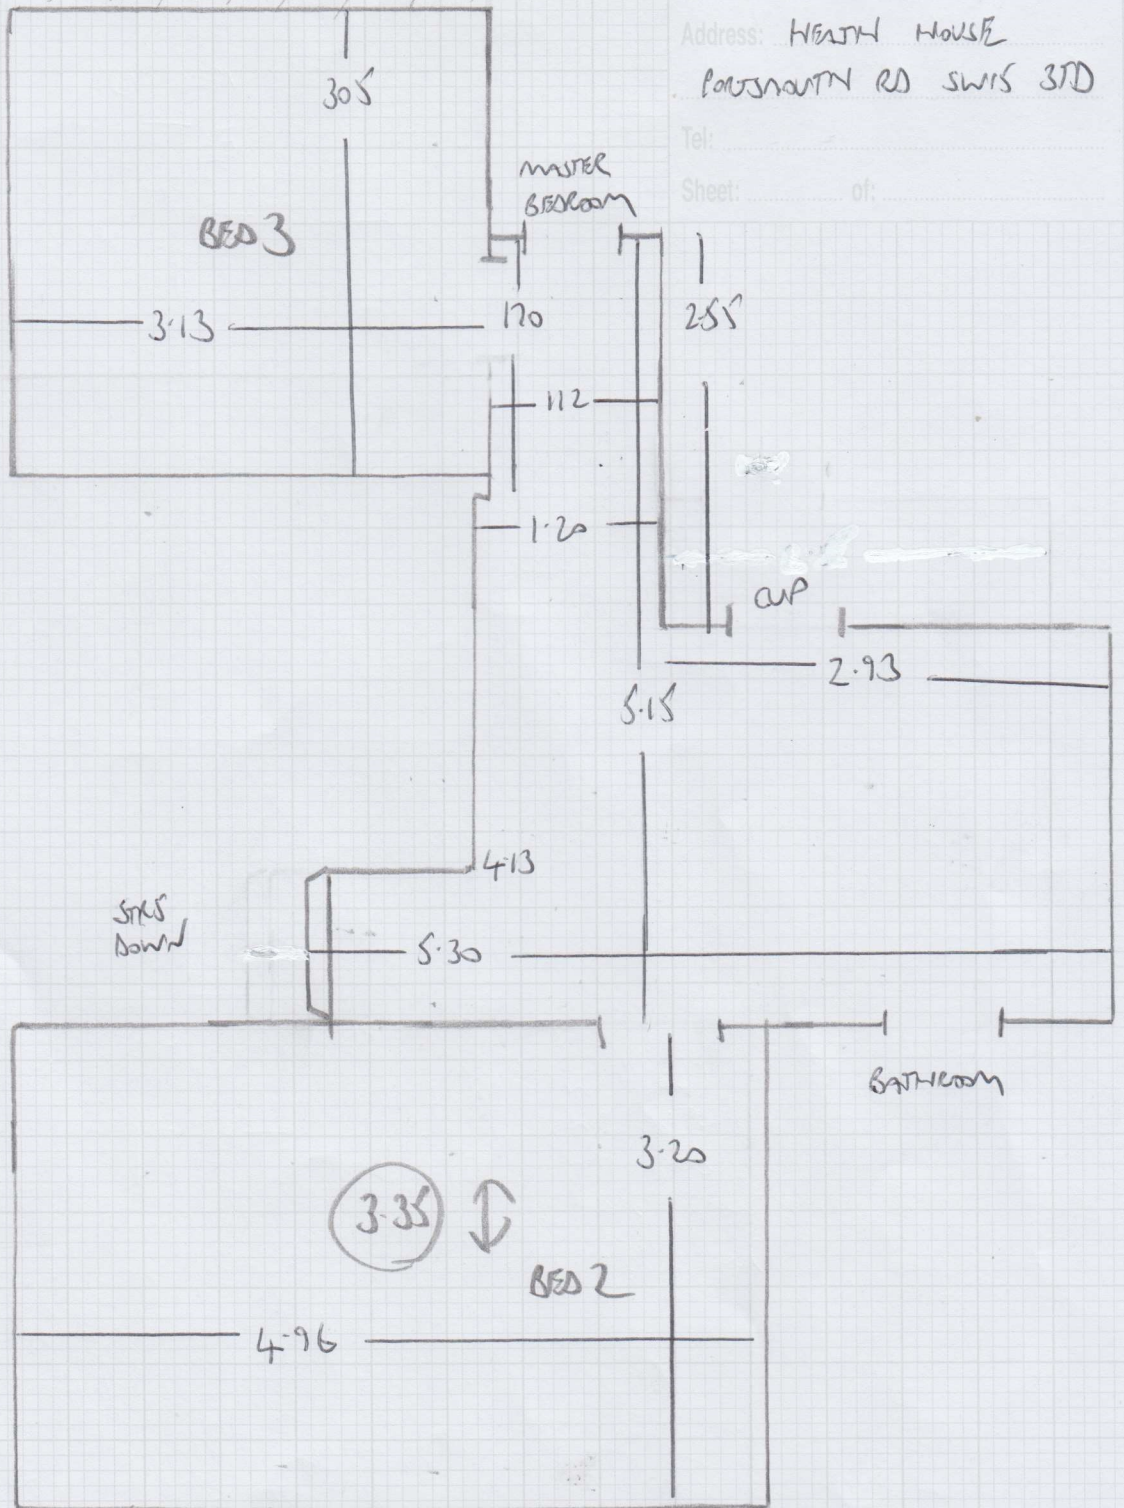 Address: HEATH HOUSE
PORTSMOUTH RD SW15 3TD
Tel:
Sheet: of:
305
MASTER
BEDROOM
BED 3
3.13
170
2.55
112
1.20
CUP
2.93
5.15
4.13
STRS
DOWN
5.30
BATHROOM
3.20
3.35
BED 2
4.96